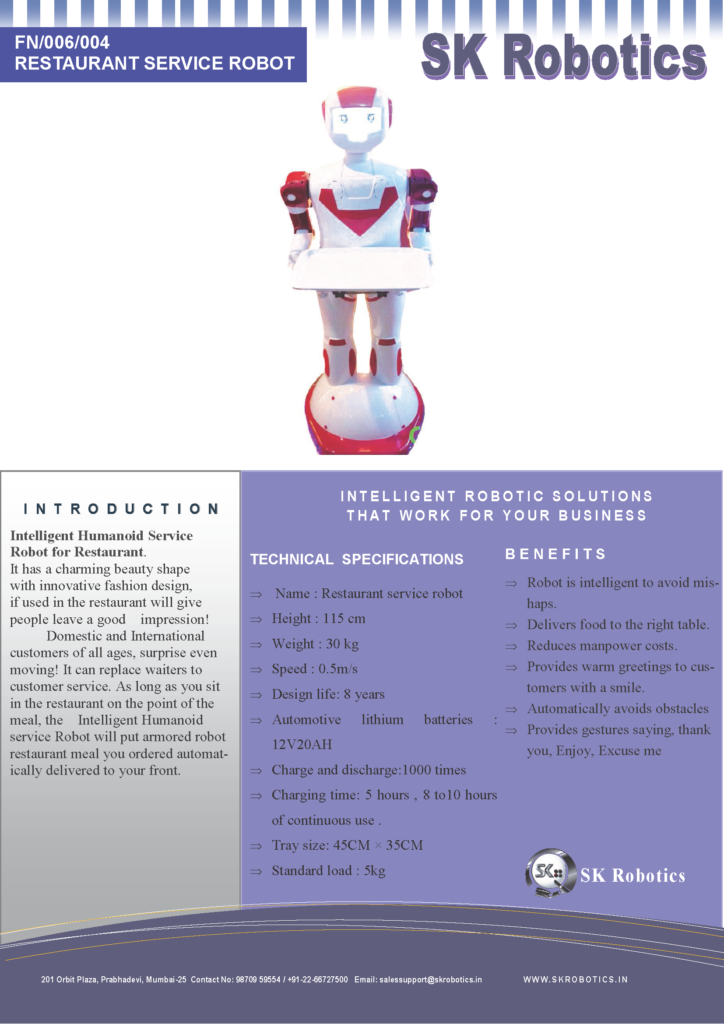 FN/006/004
RESTAURANT SERVICE ROBOT
SK Robotics
INTRODUCTION
Intelligent Humanoid Service
Robot for Restaurant.
It has a charming beauty shape
with innovative fashion design,
if used in the restaurant will give
people leave a good impression!
Domestic and International
customers of all ages, surprise even
moving! It can replace waiters to
customer service. As long as you sit
in the restaurant on the point of the
meal, the Intelligent Humanoid
service Robot will put armored robot
restaurant meal you ordered automat-
ically delivered to your front.
INTELLIGENT ROBOTIC SOLUTIONS
THAT WORK FOR YOUR BUSINESS
TECHNICAL SPECIFICATIONS
⇒ Name : Restaurant service robot
⇒ Height : 115 cm
⇒ Weight : 30 kg
⇒ Speed : 0.5m/s
⇒ Design life: 8 years
⇒ Automotive lithium batteries :
12V20AH
⇒ Charge and discharge:1000 times
⇒ Charging time: 5 hours , 8 to10 hours
of continuous use .
⇒ Tray size: 45CM × 35CM
⇒ Standard load : 5kg
BENEFITS
⇒ Robot is intelligent to avoid mis-
haps.
⇒ Delivers food to the right table.
⇒ Reduces manpower costs.
⇒ Provides warm greetings to cus-
tomers with a smile.
⇒ Automatically avoids obstacles
⇒ Provides gestures saying, thank
you, Enjoy, Excuse me
SK
SK Robotics
201 Orbit Plaza, Prabhadevi, Mumbai-25 Contact No: 98709 59554 / +91-22-66727500 Email: salessupport@skrobotics.in
WWW.SKROBOTICS.IN